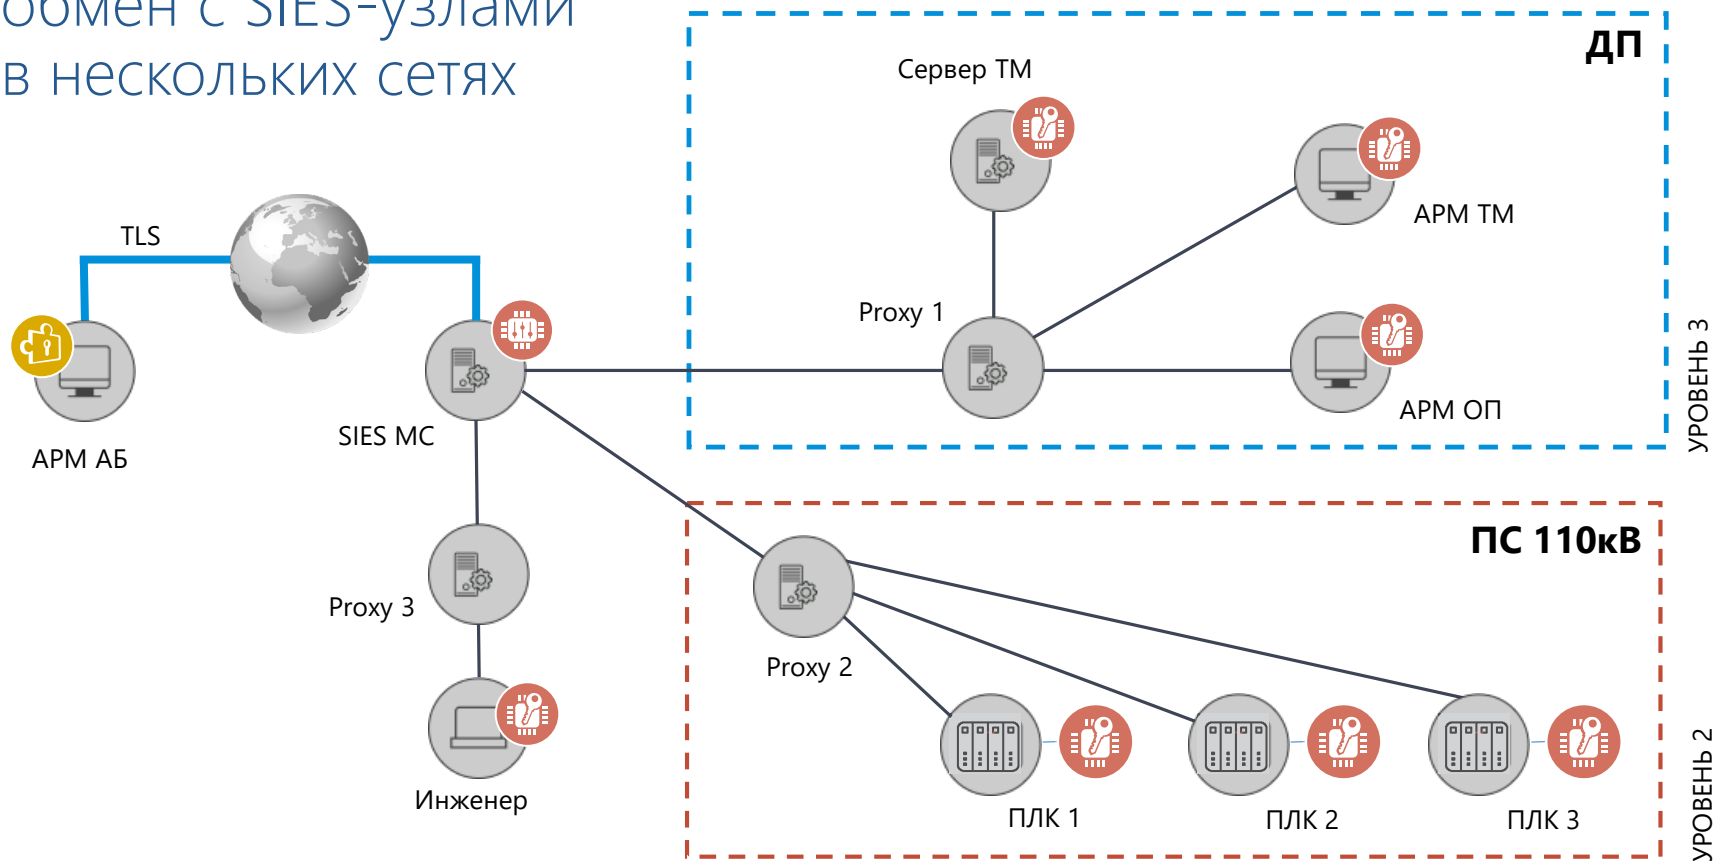 обмен с SIES-узлами
в нескольких сетях
ДП
Сервер ТМ
АРМ ТМ
TLS
Proxy 1
УРОВЕНЬ 3
АРМ ОП
SIES МС
АРМ АБ
ПС 110кВ
Proxy 3
Proxy 2
Инженер
ПЛК 1
ПЛК 2
ПЛК 3
УРОВЕНЬ 2